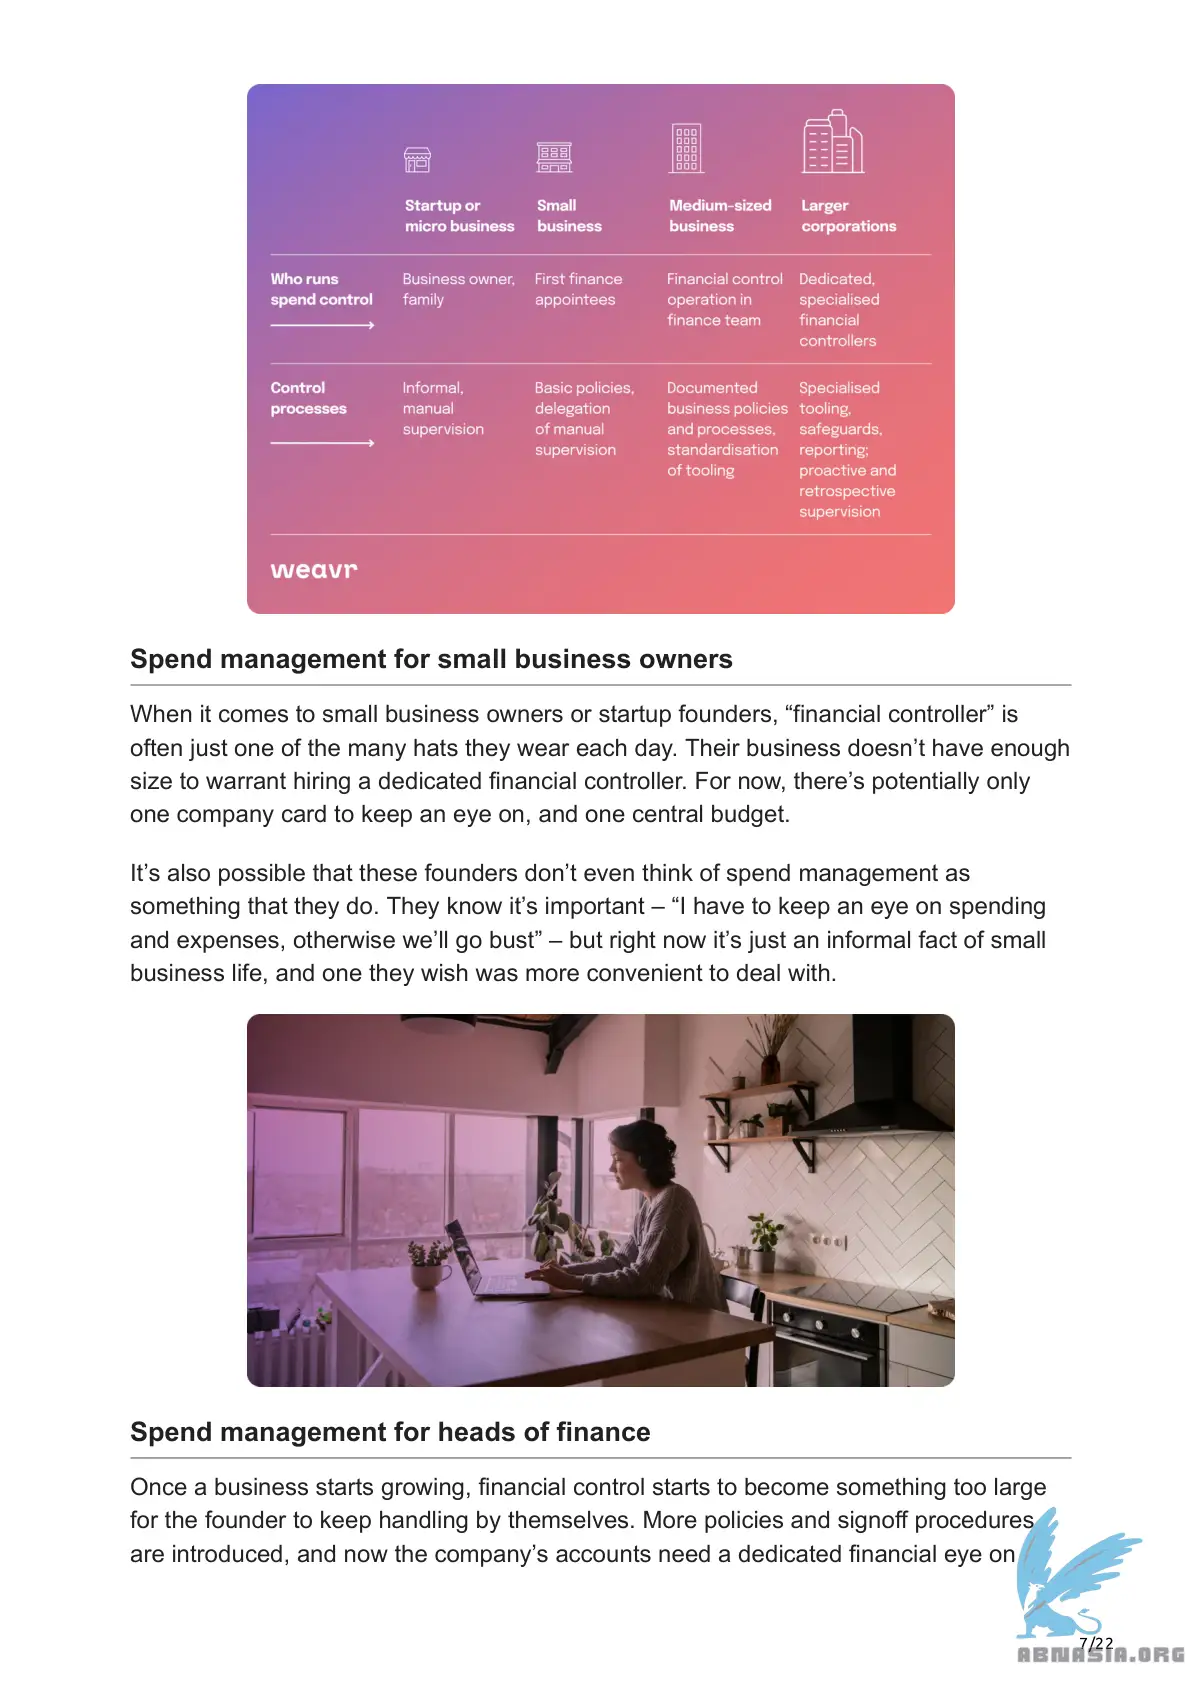 Startup or
micro business
Small
business
Medium-sized
business
Larger
corporations
Who runs
spend control
Business owner,
family
First finance
appointees
Financial control
operation in
finance team
Dedicated,
specialised
financial
controllers
Control
processes
Informal,
manual
supervision
Basic policies,
delegation
of manual
supervision
Documented
business policies
and processes,
standardisation
of tooling
Specialised
tooling,
safeguards,
reporting;
proactive and
retrospective
supervision
weavr
Spend management for small business owners
When it comes to small business owners or startup founders, “financial controller” is
often just one of the many hats they wear each day. Their business doesn’t have enough
size to warrant hiring a dedicated financial controller. For now, there’s potentially only
one company card to keep an eye on, and one central budget.
It’s also possible that these founders don’t even think of spend management as
something that they do. They know it’s important – “I have to keep an eye on spending
and expenses, otherwise we’ll go bust” – but right now it’s just an informal fact of small
business life, and one they wish was more convenient to deal with.
Spend management for heads of finance
Once a business starts growing, financial control starts to become something too large
for the founder to keep handling by themselves. More policies and signoff procedures
are introduced, and now the company’s accounts need a dedicated financial eye on
7/22
ABNASIA.ORG